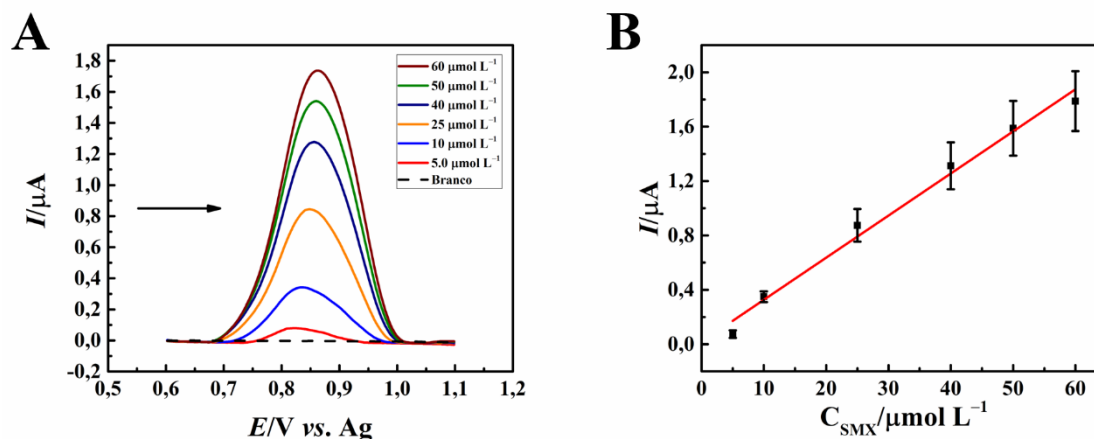 A
1,8
1,6
1,4
1,2
1,0
0,8
0,6
0,4
0,2
0,0
-0,2
I/μA
60 μmol L⁻¹
50 μmol L⁻¹
40 μmol L⁻¹
25 μmol L⁻¹
10 μmol L⁻¹
5.0 μmol L⁻¹
Branco
0,5 0,6 0,7 0,8 0,9 1,0 1,1 1,2
E/V vs. Ag
B
2,0
1,6
1,2
0,8
0,4
0,0
I/μA
0 10 20 30 40 50 60
C_SMX/μmol L⁻¹